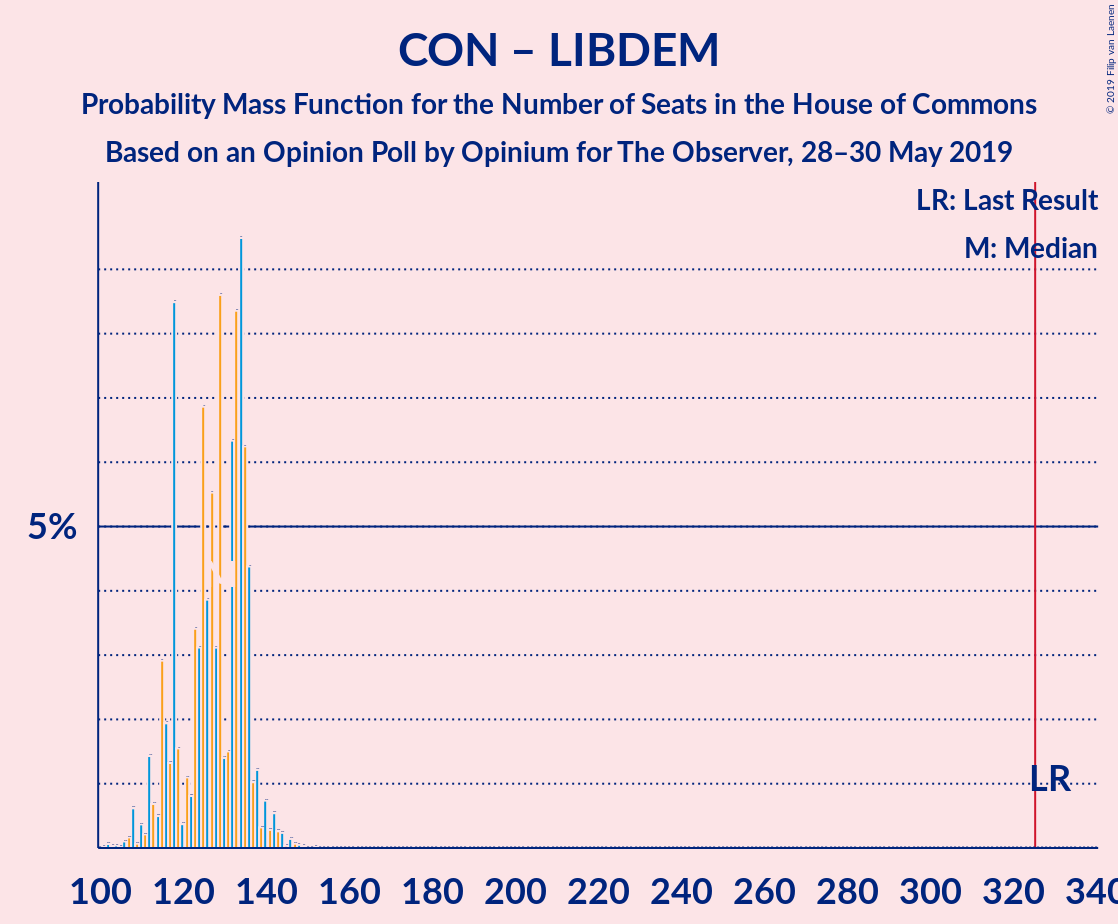 CON – LIBDEM
Probability Mass Function for the Number of Seats in the House of Commons
Based on an Opinion Poll by Opinium for The Observer, 28–30 May 2019
© 2019 Filip van Laenen
LR: Last Result
M: Median
5%
LR
100 120 140 160 180 200 220 240 260 280 300 320 340